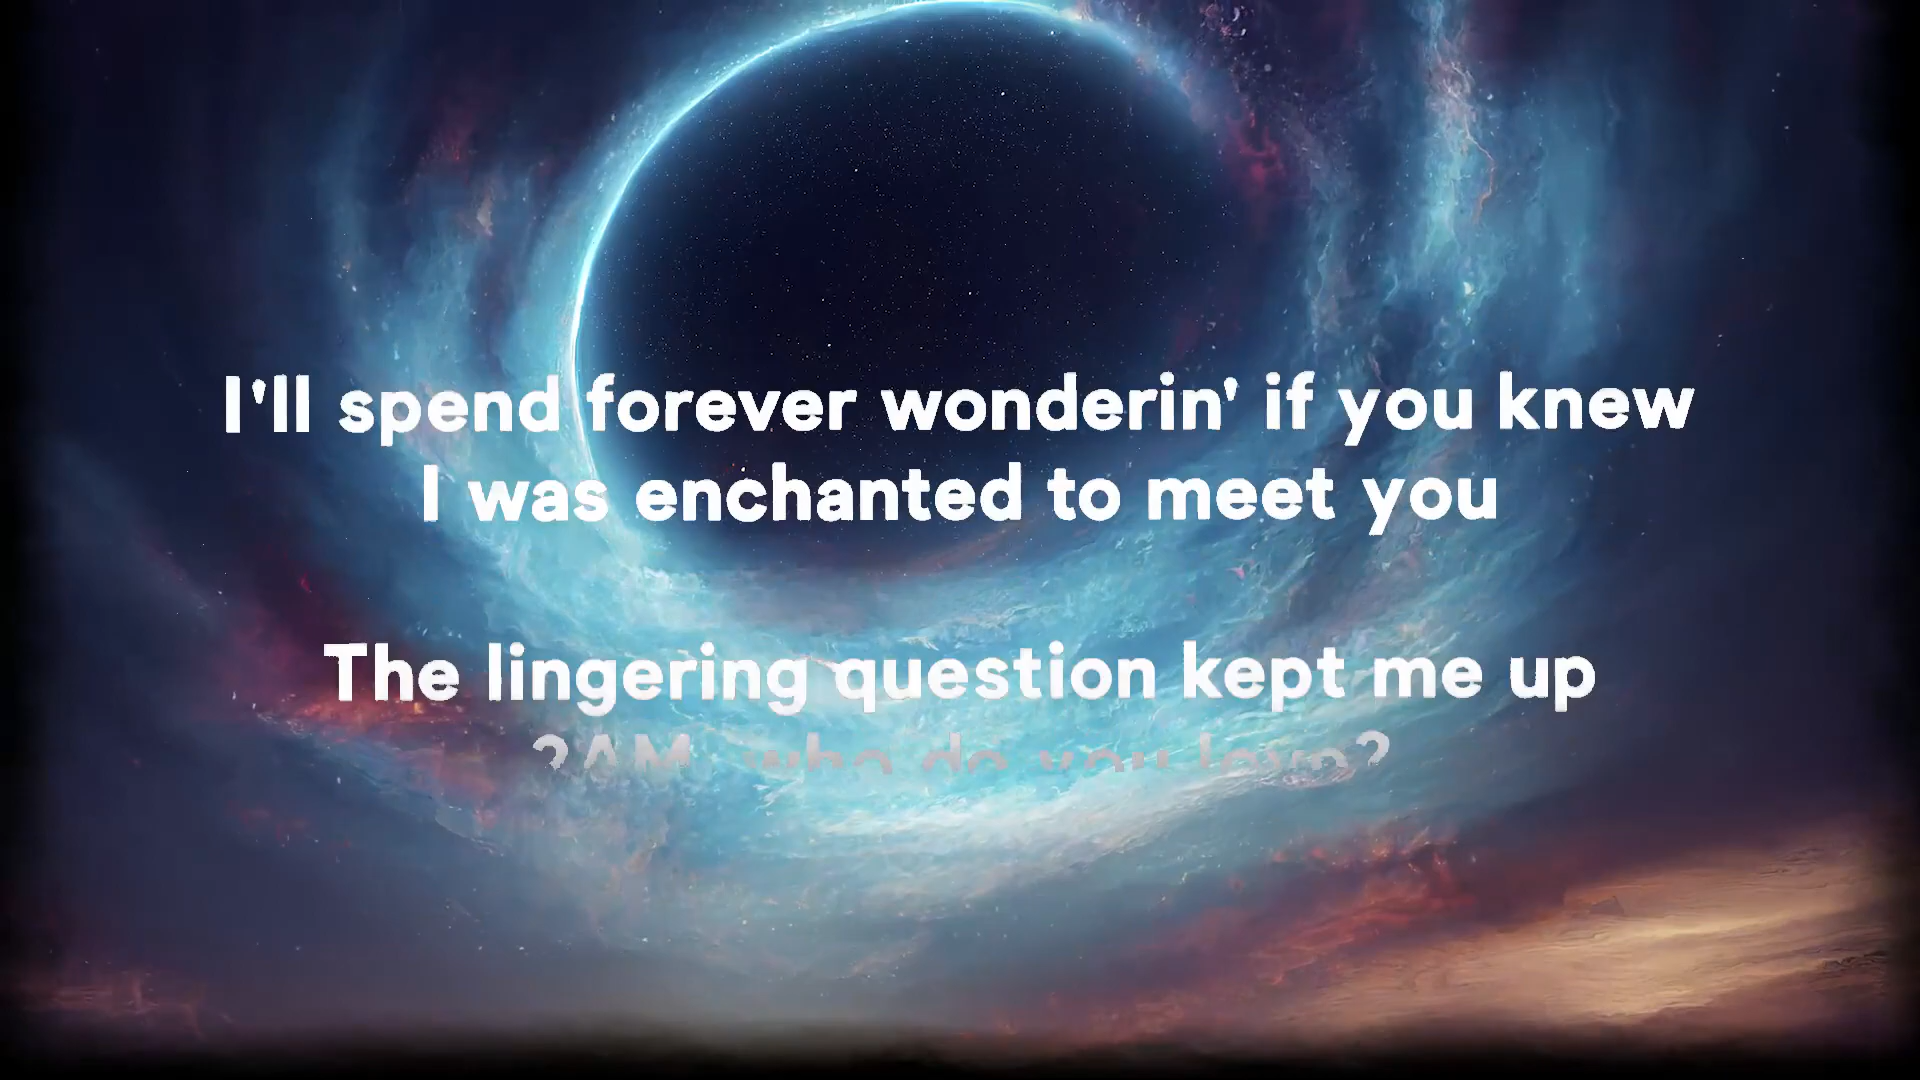 I'll spend forever wonderin' if you knew
I was enchanted to meet you
The lingering question kept me up
2AM, who do you love?